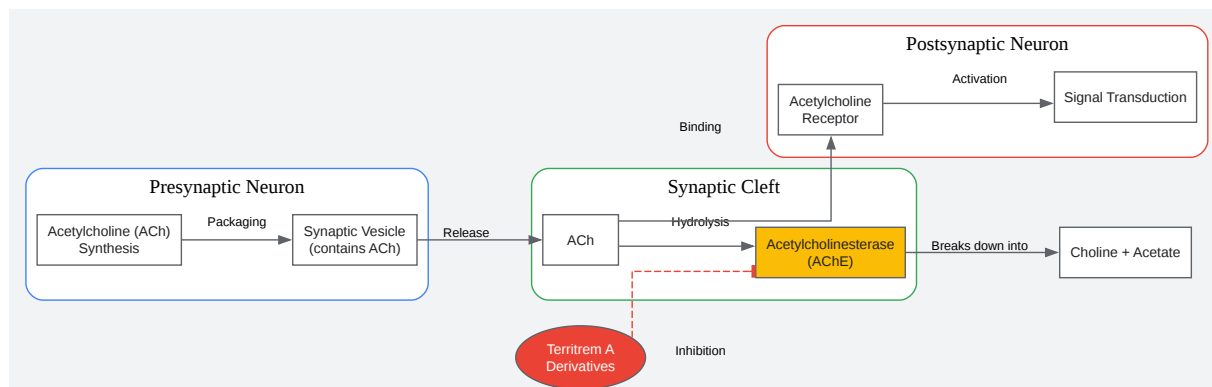 Postsynaptic Neuron
Acetylcholine
Receptor
Activation
Signal Transduction
Binding
Presynaptic Neuron
Acetylcholine (ACh)
Synthesis
Packaging
Synaptic Vesicle
(contains ACh)
Release
Synaptic Cleft
ACh
Hydrolysis
Acetylcholinesterase
(AChE)
Breaks down into
Choline + Acetate
Territrem A
Derivatives
Inhibition